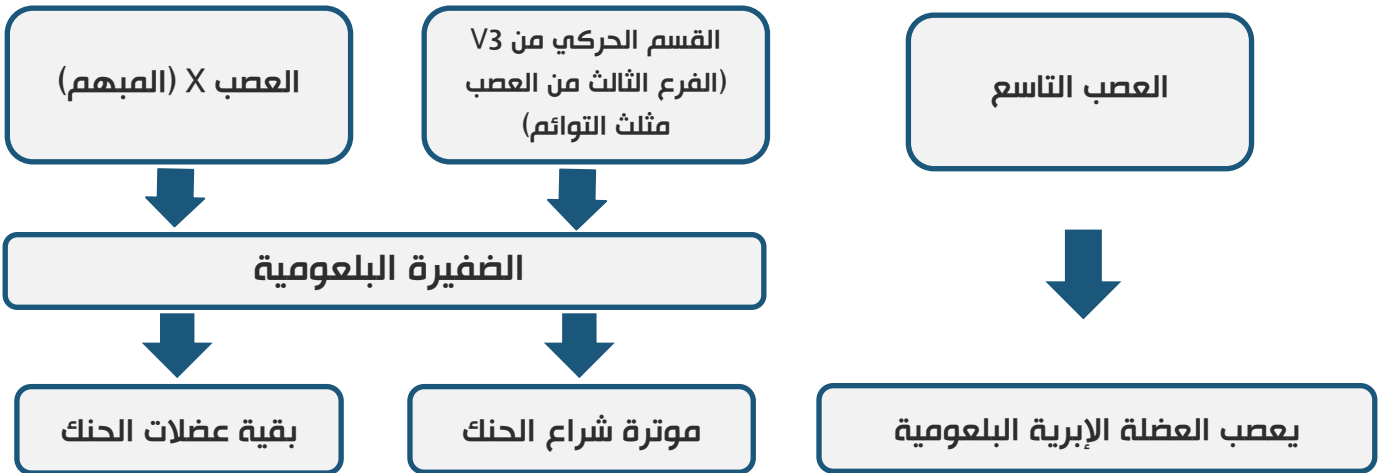 العصب التاسع
القسم الحركي من V3
(الفرع الثالث من العصب
مثلث التوائم)
العصب X (المبهم)
الضفيرة البلعومية
يعصب العضلة الإبرية البلعومية
موترة شراع الحنك
بقية عضلات الحنك